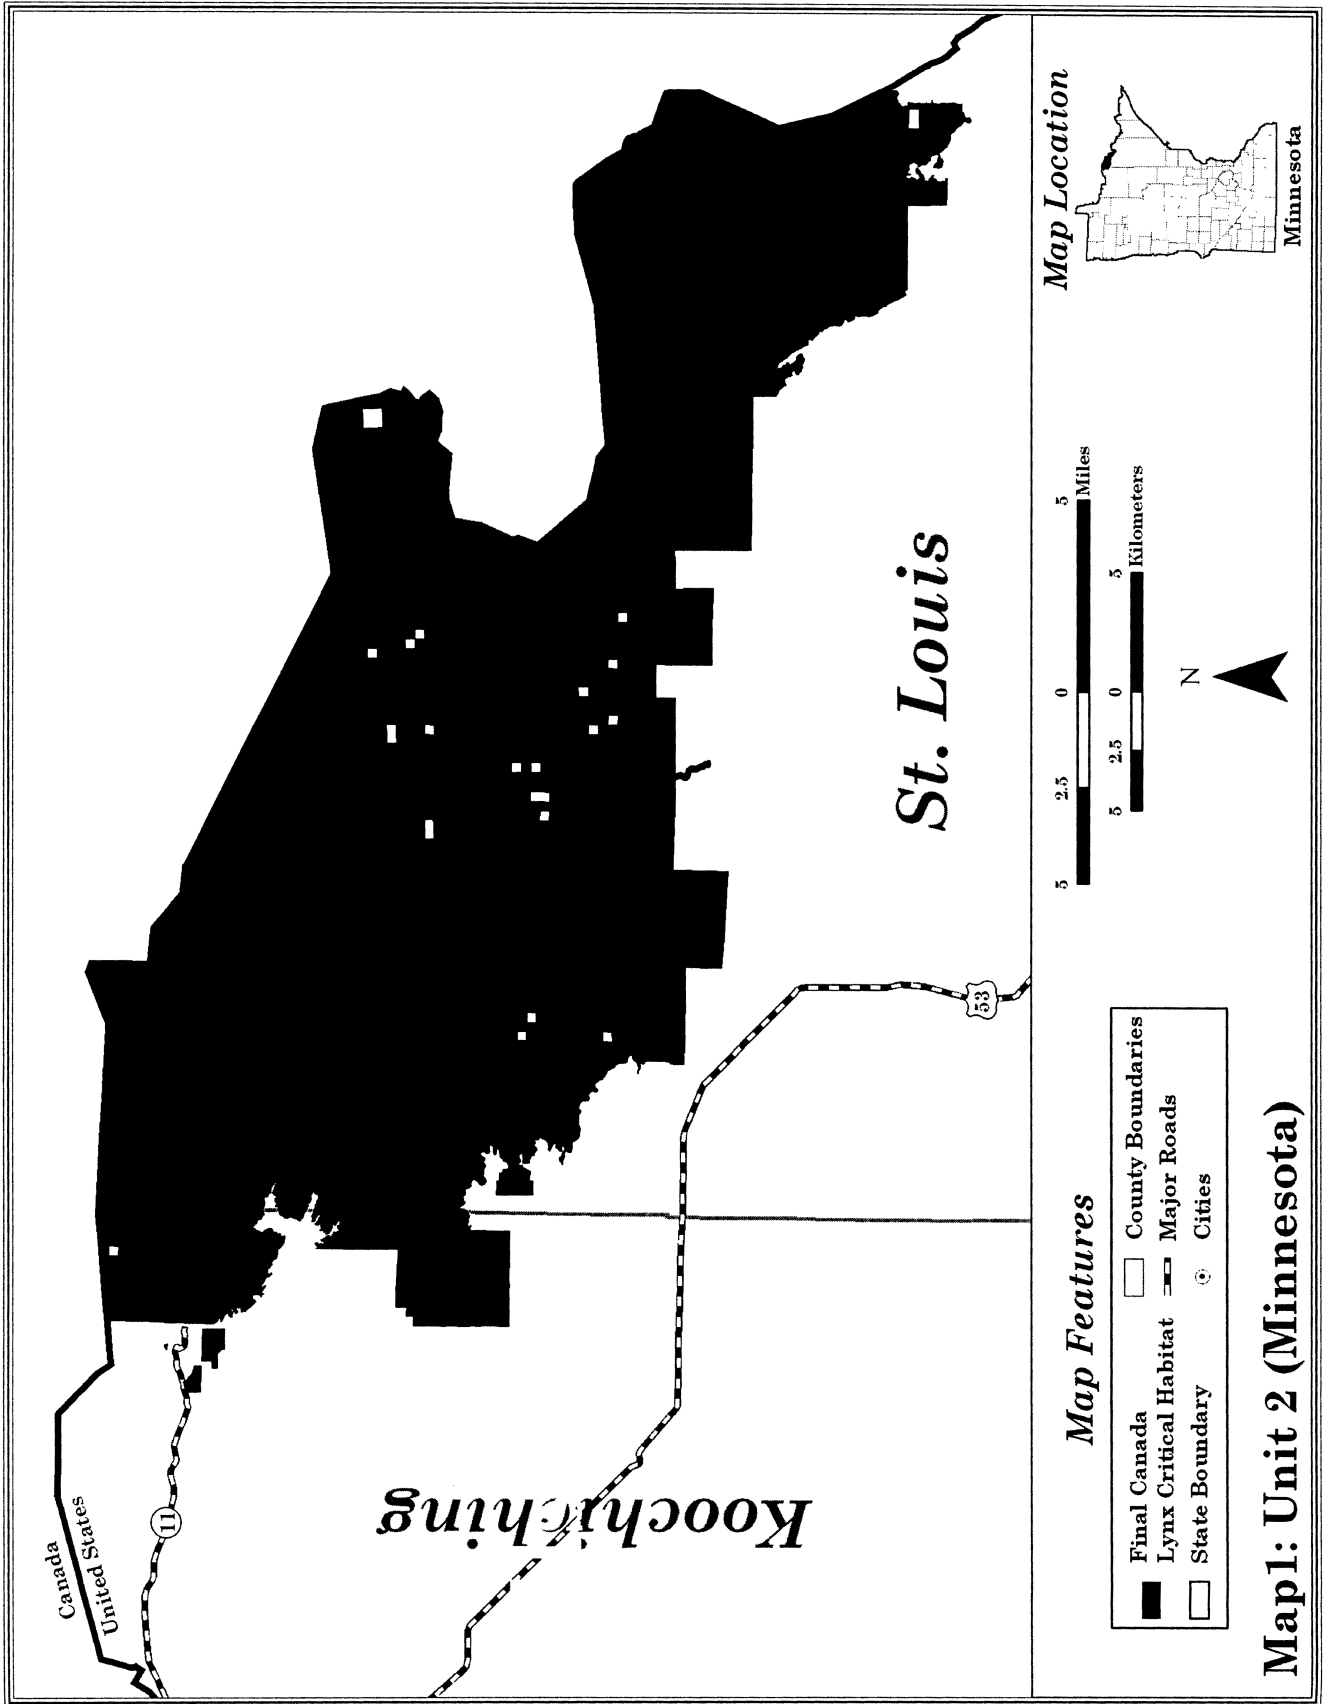 Canada
United States
11
Koochiching
St. Louis
53
Map1: Unit 2 (Minnesota)
Map Features
Final Canada
Lynx Critical Habitat
State Boundary
County Boundaries
Major Roads
Cities
5 2.5 0 5
Miles
5 2.5 0 5
Kilometers
N
Map Location
Minnesota